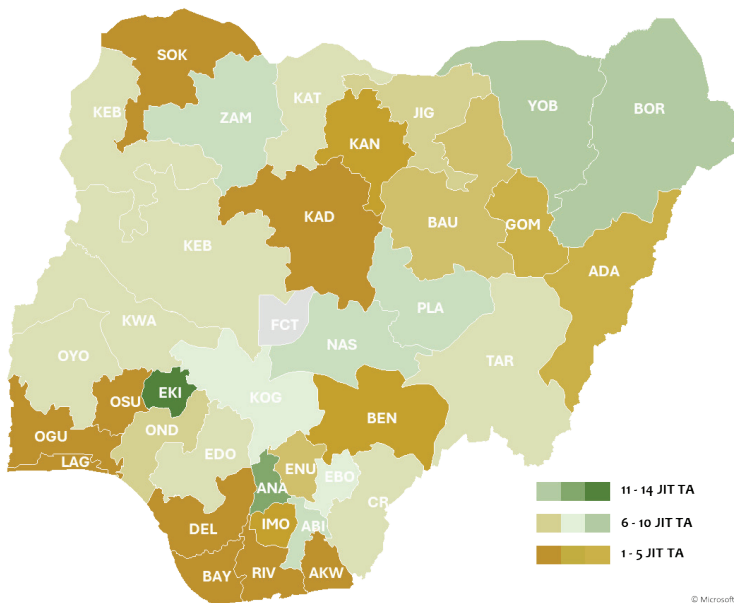 SOK
KEB
ZAM
KAT
KAN
JIG
YOB
BOR
KAD
BAU
GOM
ADA
KEB
FCT
PLA
NAS
KWA
OYO
TAR
OSU
EKI
KOG
BEN
OGU
LAG
OND
EDO
ENU
EBO
ANA
CR
DEL
IMO
ABI
BAY
RIV
AKW
11 - 14 JIT TA
6 - 10 JIT TA
1 - 5 JIT TA
© Microsoft